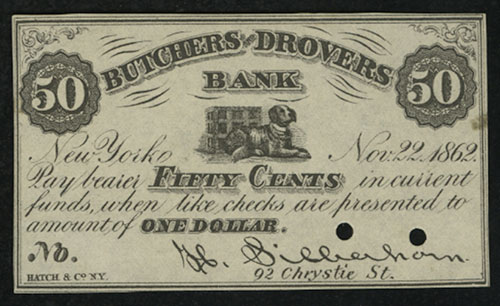 BUTCHERS AND DROVERS
BANK
50 50
New York, Nov. 22, 1862.
Pay bearer FIFTY CENTS in current
funds, when like checks are presented to
amount of ONE DOLLAR.
No.
92 Chrystie St.
HATCH & Co. N.Y.